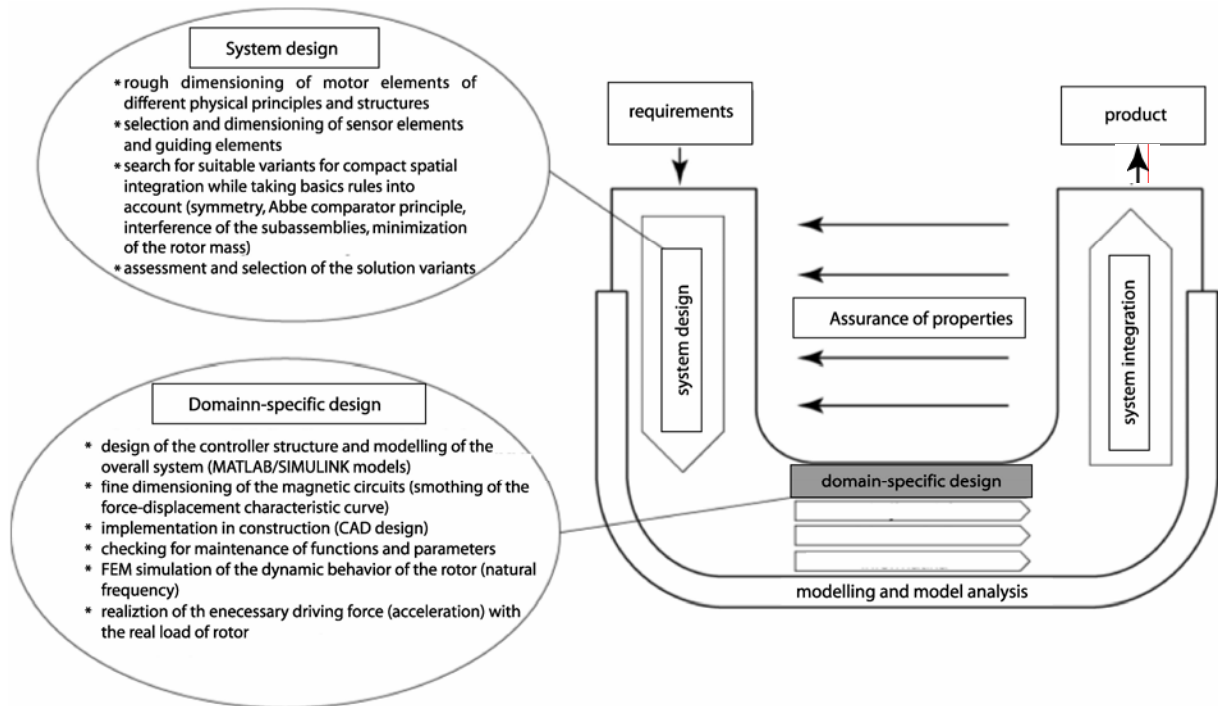 System design
* rough dimensioning of motor elements of
different physical principles and structures
* selection and dimensioning of sensor elements
and guiding elements
* search for suitable variants for compact spatial
integration while taking basics rules into
account (symmetry, Abbe comparator principle,
interference of the subassemblies, minimization
of the rotor mass)
* assessment and selection of the solution variants
Domainn-specific design
* design of the controller structure and modelling of the
overall system (MATLAB/SIMULINK models)
* fine dimensioning of the magnetic circuits (smothing of the
force-displacement characteristic curve)
* implementation in construction (CAD design)
* checking for maintenance of functions and parameters
* FEM simulation of the dynamic behavior of the rotor (natural
frequency)
* realiztion of th enecessary driving force (acceleration) with
the real load of rotor
requirements
product
system design
Assurance of properties
system integration
domain-specific design
modelling and model analysis